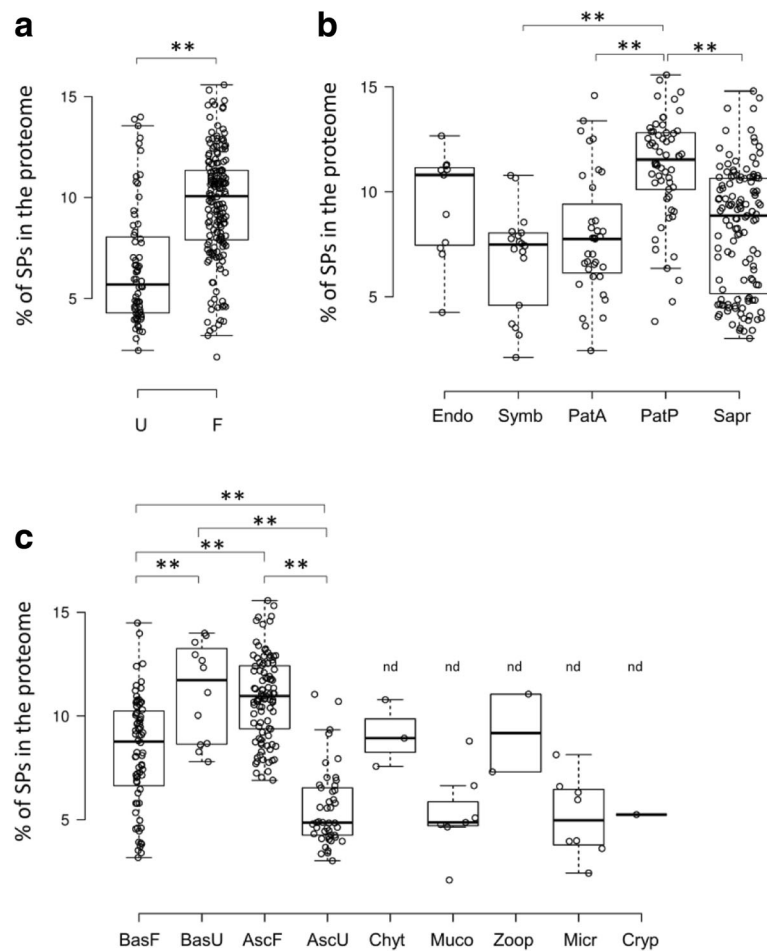 a
**
% of SPs in the proteome
15
10
5
U F
b
**
** **
% of SPs in the proteome
15
10
5
Endo Symb PatA PatP Sapr
c
**
**
**
** **
% of SPs in the proteome
15
10
5
nd nd nd nd nd
BasF BasU AscF AscU Chyt Muco Zoop Micr Cryp